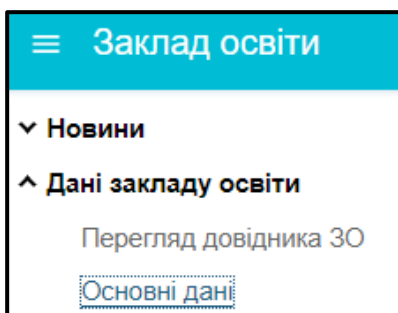 Заклад освіти
Новини
Дані закладу освіти
Перегляд довідника ЗО
Основні дані